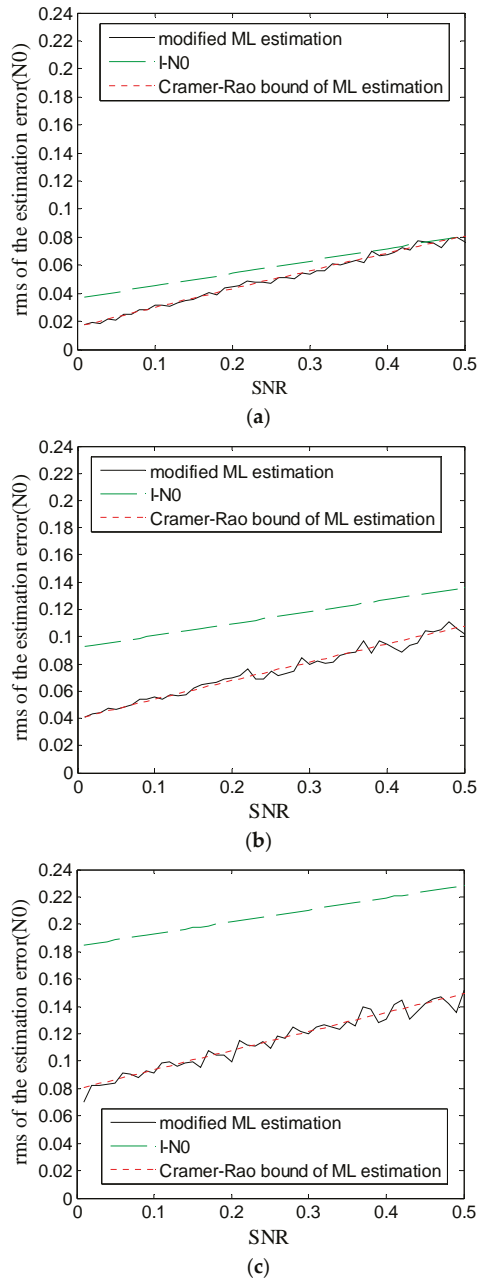 0.24
0.22
0.2
0.18
0.16
0.14
0.12
0.1
0.08
0.06
0.04
0.02
0
rms of the estimation error(N0)
modified ML estimation
I-N0
Cramer-Rao bound of ML estimation
0 0.1 0.2 0.3 0.4 0.5
SNR
(a)
0.24
0.22
0.2
0.18
0.16
0.14
0.12
0.1
0.08
0.06
0.04
0.02
0
rms of the estimation error(N0)
modified ML estimation
I-N0
Cramer-Rao bound of ML estimation
0 0.1 0.2 0.3 0.4 0.5
SNR
(b)
0.24
0.22
0.2
0.18
0.16
0.14
0.12
0.1
0.08
0.06
0.04
0.02
0
rms of the estimation error(N0)
modified ML estimation
I-N0
Cramer-Rao bound of ML estimation
0 0.1 0.2 0.3 0.4 0.5
SNR
(c)